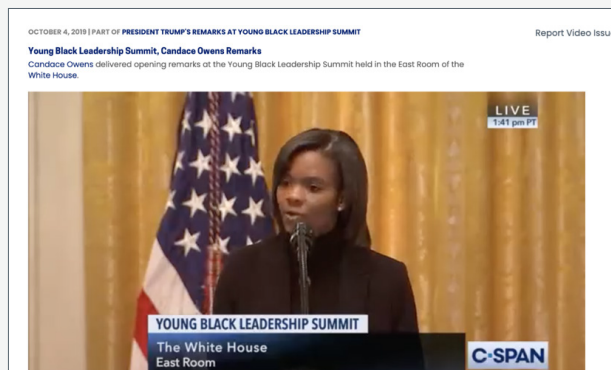 OCTOBER 4, 2019 | PART OF PRESIDENT TRUMP'S REMARKS AT YOUNG BLACK LEADERSHIP SUMMIT
Report Video Issu
Young Black Leadership Summit, Candace Owens Remarks
Candace Owens delivered opening remarks at the Young Black Leadership Summit held in the East Room of the
White House.
LIVE
1:41 pm PT
YOUNG BLACK LEADERSHIP SUMMIT
The White House
East Room
C-SPAN